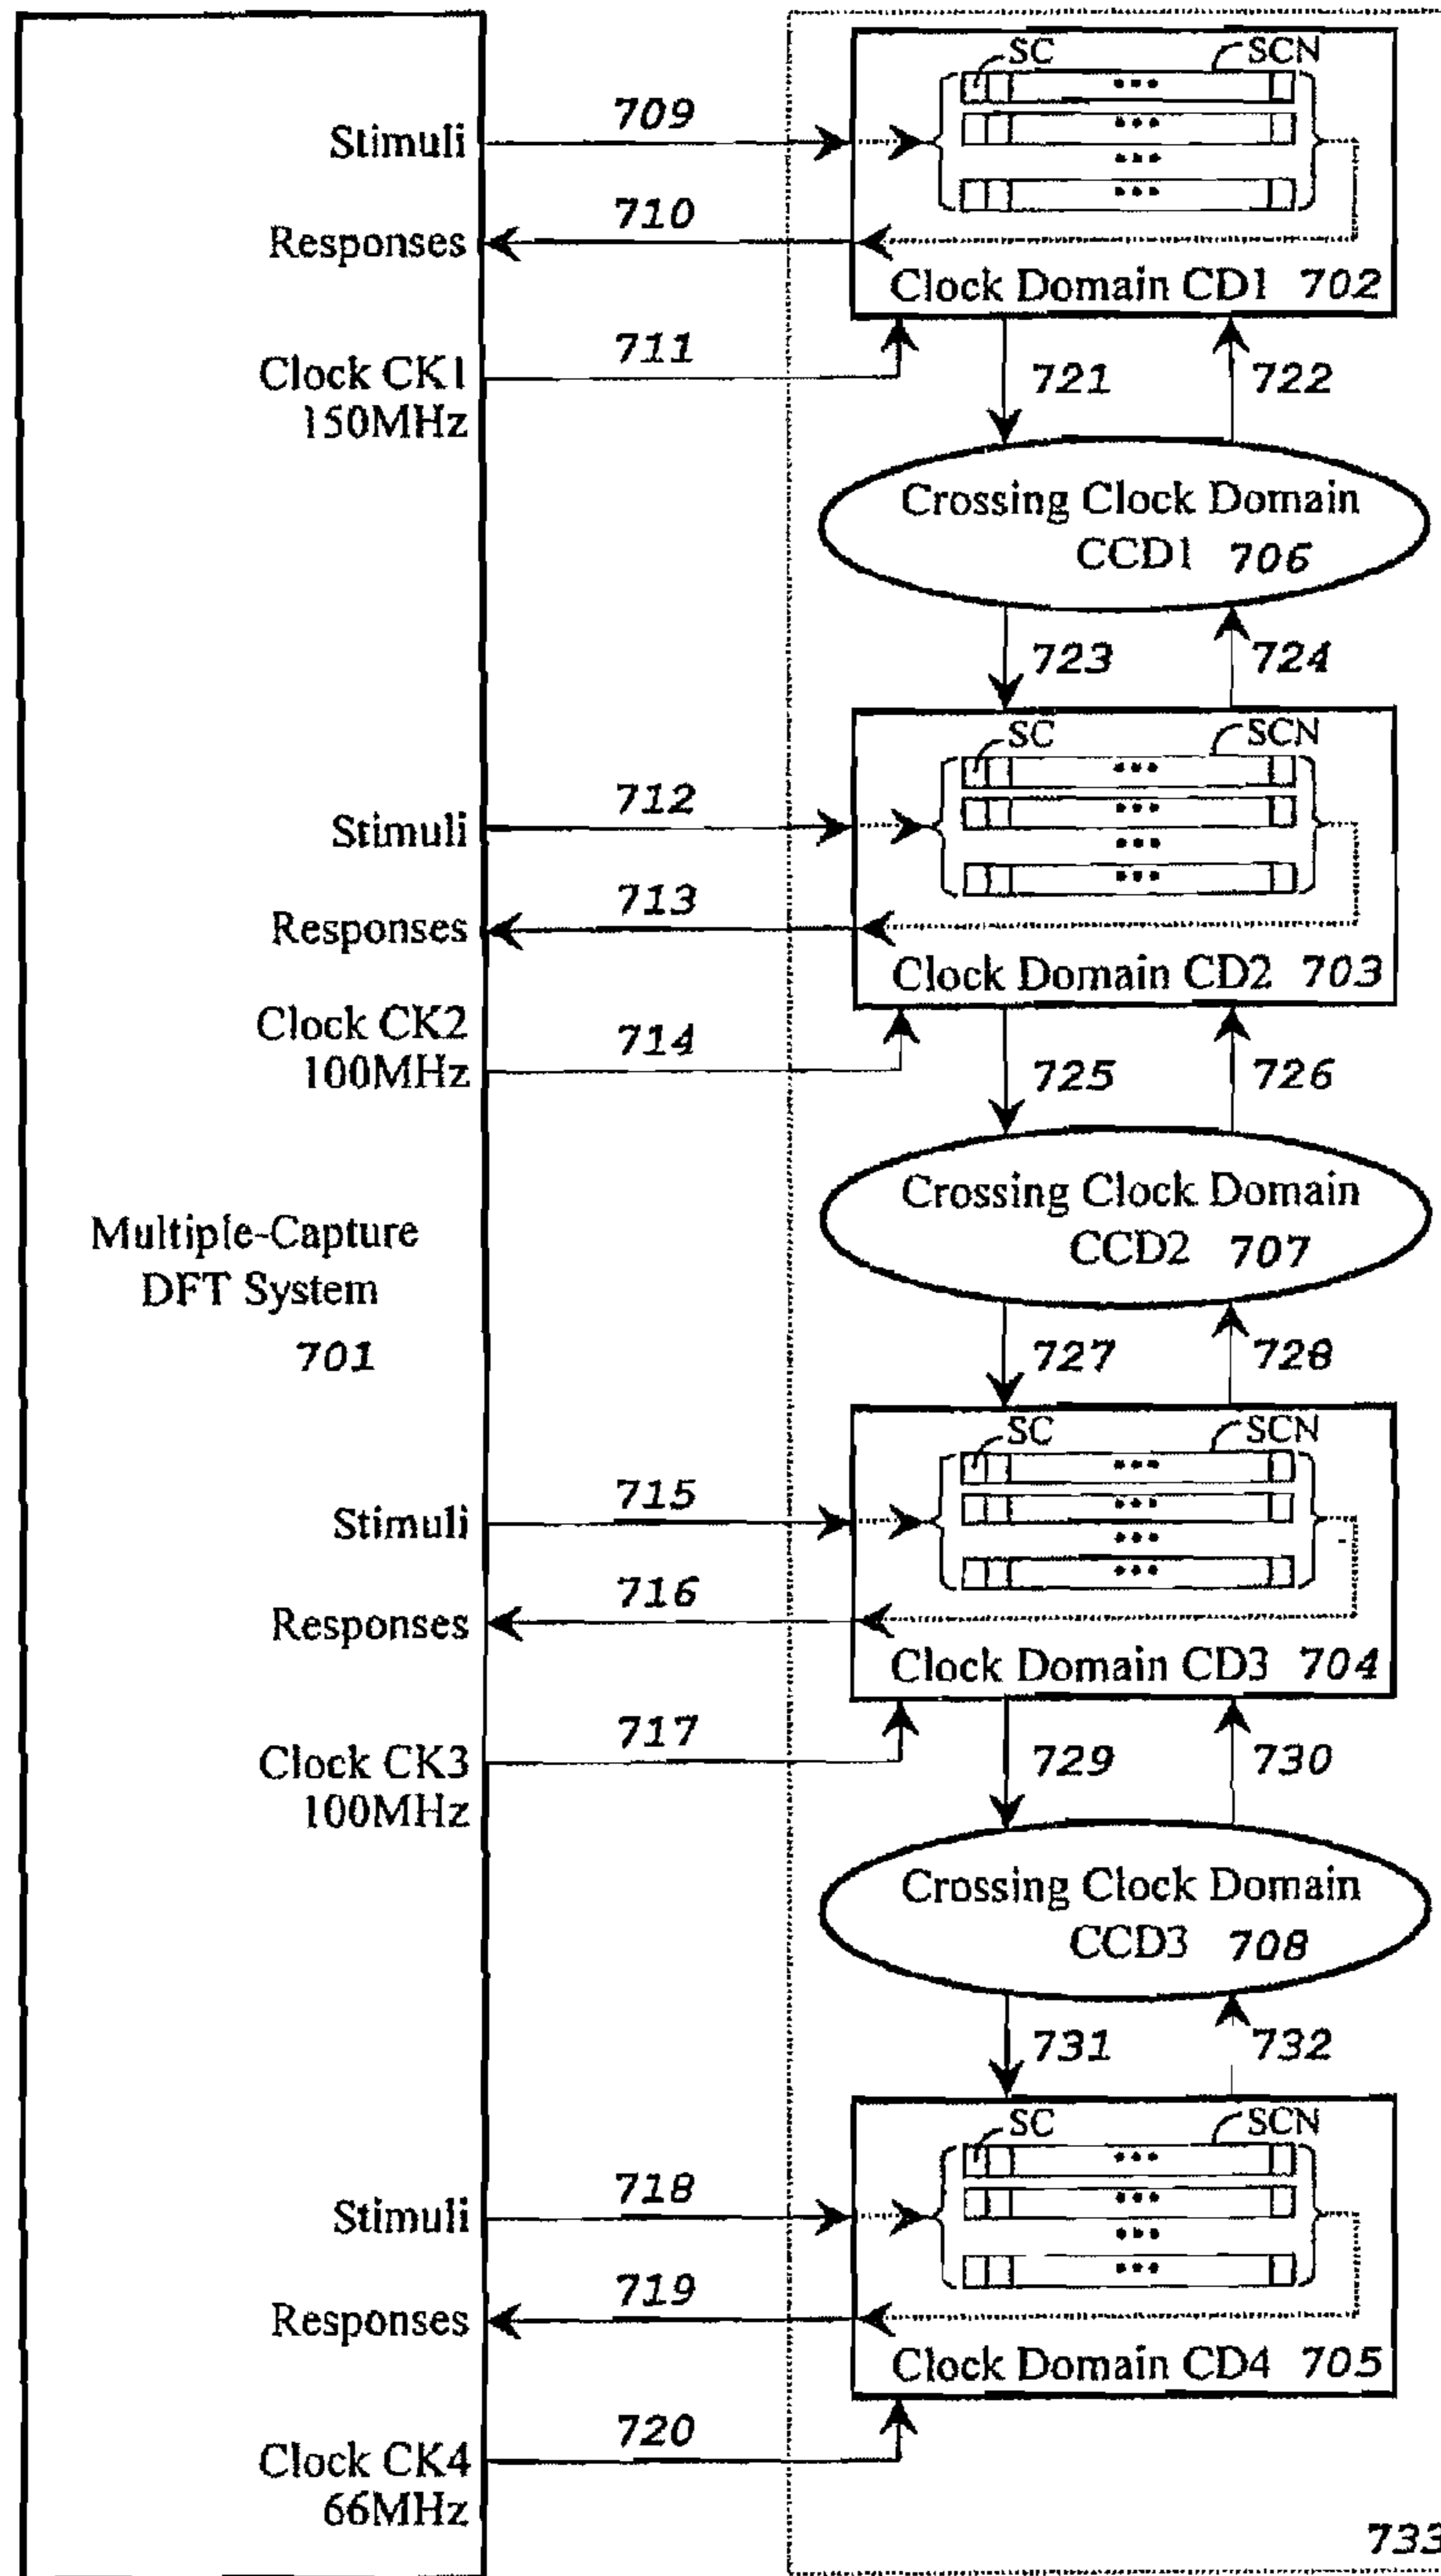 SC SCN
709
Stimuli
710
Responses
Clock Domain CD1 702
711
Clock CK1
150MHz
721 722
Crossing Clock Domain
CCD1 706
723 724
SC SCN
712
Stimuli
713
Responses
Clock Domain CD2 703
Clock CK2
714
100MHz
725 726
Crossing Clock Domain
CCD2 707
Multiple-Capture
DFT System
701
727 728
SC SCN
715
Stimuli
716
Responses
Clock Domain CD3 704
717
Clock CK3
100MHz
729 730
Crossing Clock Domain
CCD3 708
731 732
SC SCN
718
Stimuli
719
Responses
Clock Domain CD4 705
720
Clock CK4
66MHz
733